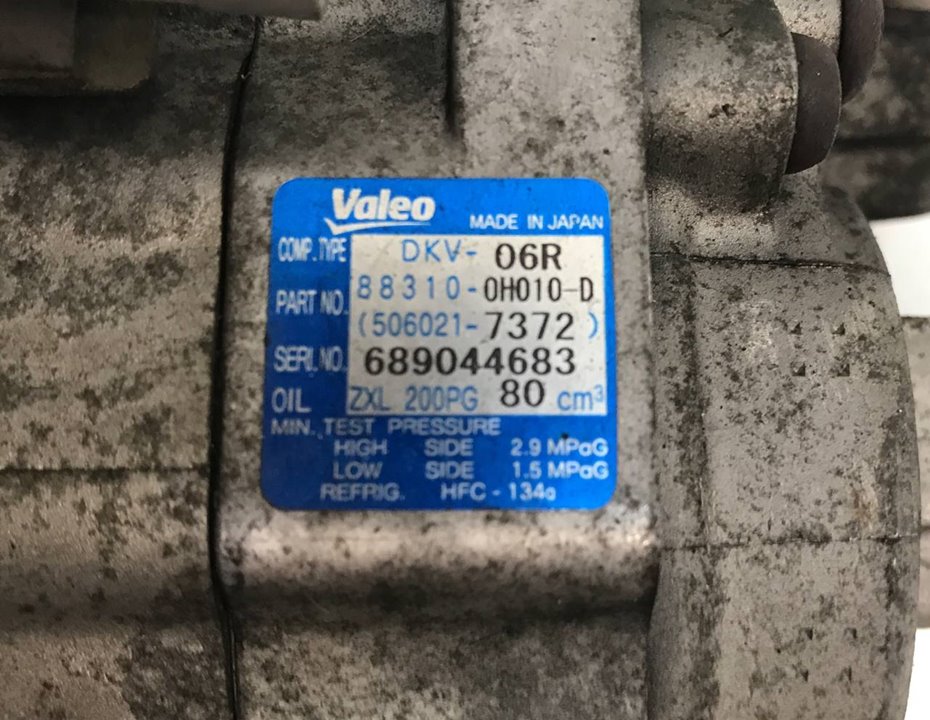 Valeo
MADE IN JAPAN
COMP. TYPE DKV- 06R
PART NO. 88310-0H010-D
(506021-7372)
SERI. NO. 689044683
OIL ZXL 200PG 80 cm³
MIN. TEST PRESSURE
HIGH SIDE 2.9 MPaG
LOW SIDE 1.5 MPaG
REFRIG. HFC-134a